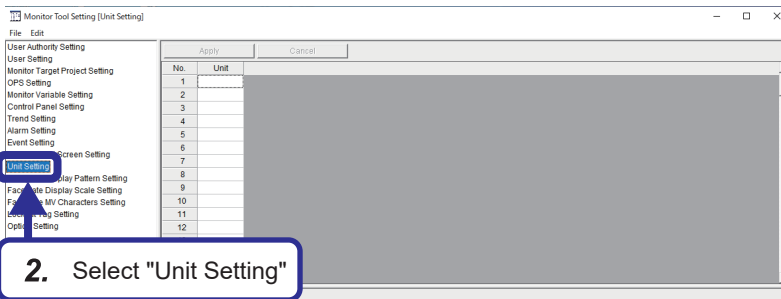 Monitor Tool Setting [Unit Setting]
File Edit
User Authority Setting
User Setting
Monitor Target Project Setting
OPS Setting
Monitor Variable Setting
Control Panel Setting
Trend Setting
Alarm Setting
Event Setting
Screen Setting
Unit Setting
play Pattern Setting
Display Scale Setting
MV Characters Setting
Setting
Setting
Apply Cancel
No. Unit
1
2
3
4
5
6
7
8
9
10
11
12
2. Select "Unit Setting"